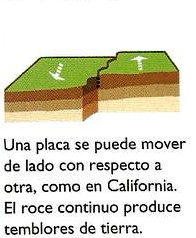 Una placa se puede mover
de lado con respecto a
otra, como en California.
El roce continuo produce
temblores de tierra.